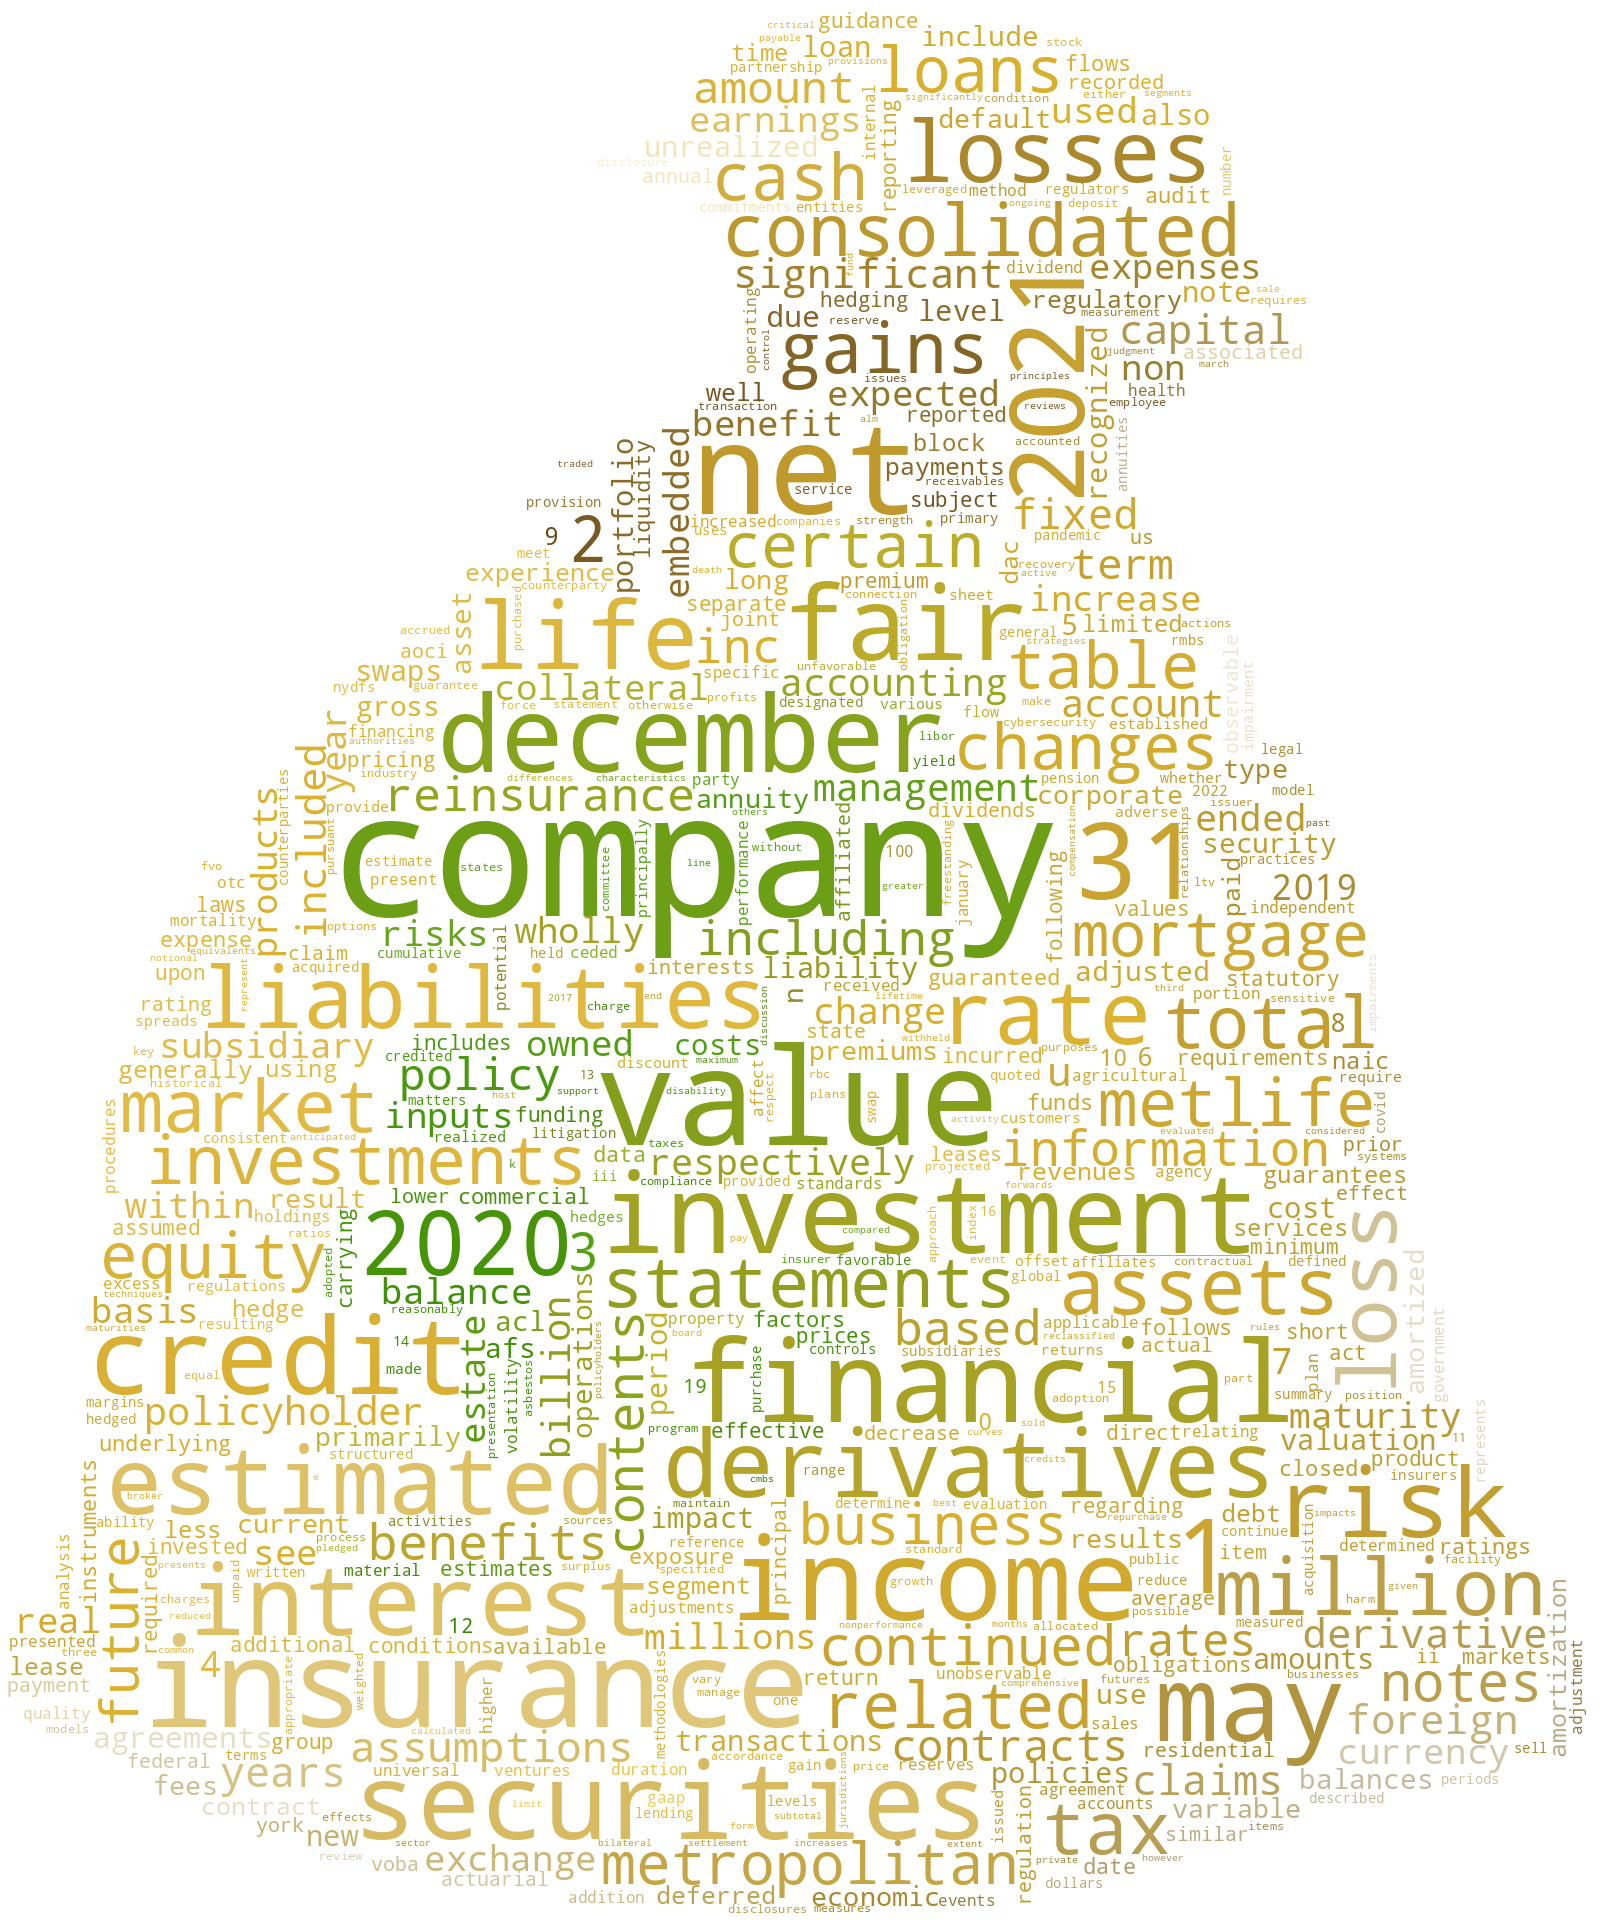 critical guidance
payable include stock
time loan provisions flows
partnership loans recorded
amount significantly condition either segments
earnings internal default used also
unrealized reporting losses number
disclosure cash
annual leveraged method regulators audit
commitments entities ongoing deposit
consolidated
significant fund dividend expenses
hedging 2021 regulatory note sale requires
operating due reserve level measurement
control gains capital
issues principles judgment associated
well expected recognized non march
transaction reviews health employee
benefit alm reported
portfolio liquidity embedded net block accounted annuities
traded payments
service receivables
provision subject
9 2 increased companies strength primary fixed
uses certain pandemic us
meet death dac recovery
experience long premium active term
counterparty connection
purchased life separate fair sheet increase
asset joint obligation 5 limited actions
accrued inc general strategies rmbs
aoci unfavorable table observable impairment
swaps specific
nydfs guarantee collateral accounting
gross force statement otherwise profits designated various make account
year december flow cybersecurity established
financing libor changes legal
authorities
pricing yield
industry differences characteristics party pension whether type
included products counterparties provide reinsurance annuity management corporate 2022 model
pursuant others dividends adverse issuer
company 31 ended past
estimate states committee principally line performance without affiliated 100 freestanding compensation relationships security
fvo present greater january practices
otc ltv
laws following paid 2019
mortality options risks wholly including values independent
expense mortgage
notional equivalents claim cumulative held ceded
upon acquired potential interests liability guaranteed adjusted statutory impairments
represent liabilities 2017 n received lifetime rate third portion sensitive
rating charge end discussion change total 8
spreads state withheld
key subsidiary includes owned costs premiums incurred purposes requirements naic
credited maximum 10 6
generally using policy discount affect rbc quoted u agricultural require
historical 13 value
matters host support disability respect plans swap funds metlife covid
market inputs funding activity customers considered
procedures consistent anticipated realized litigation taxes evaluated prior
investments k data respectively leases information systems
iii compliance provided standards projected revenues agency guarantees
within result lower commercial investment forwards effect
assumed holdings carrying 2020 hedges compared approach index 16 cost
ratios 3 pay services
equity adopted insurer favorable event offset affiliates contractual minimum defined
excess regulations balance statements global assets loss amortized government
techniques reasonably
basis hedge estate acl billion operations contents period property factors based applicable follows rules short
maturities resulting 14 afs policyholders board prices subsidiaries reclassified actual act
credit made controls returns
equal presentation volatility asbestos 19 purchase financial part 7 plan position
margins 15 summary
hedged policyholder program adoption maturity represents
underlying primarily effective decrease 0 sold direct relating
structured curves valuation 11
estimated derivatives credits closed product
e cmbs range insurers
instruments broker sources maintain determine best evaluation regarding risk
ability less current activities impact business repurchase debt impacts
analysis invested process reference standard results continue acquisition determined ratings
future see pledged benefits exposure principal income 1 item
presents written material estimates surplus specified public facility
required unpaid interest segment growth reduce million harm given
charges adjustments average
real reduced 12 nonperformance months allocated possible measured
presented additional conditions available millions continued rates derivative
three common
lease 4 insurance return unobservable obligations amounts ii markets
payment appropriate weighted vary comprehensive futures businesses amortization adjustment
quality higher methodologies manage one related use may notes
models calculated sales foreign
agreements group assumptions transactions contracts
federal terms accordance residential currency sell
fees years universal ventures duration gain price reserves policies
contract securities gaap levels jurisdictions agreement claims balances periods
limit lending subtotal issued accounts described
york effects form tax variable
new sector bilateral settlement increases extent similar items
review voba exchange metropolitan regulation private date however
actuarial dollars
addition deferred economic events
disclosures measures